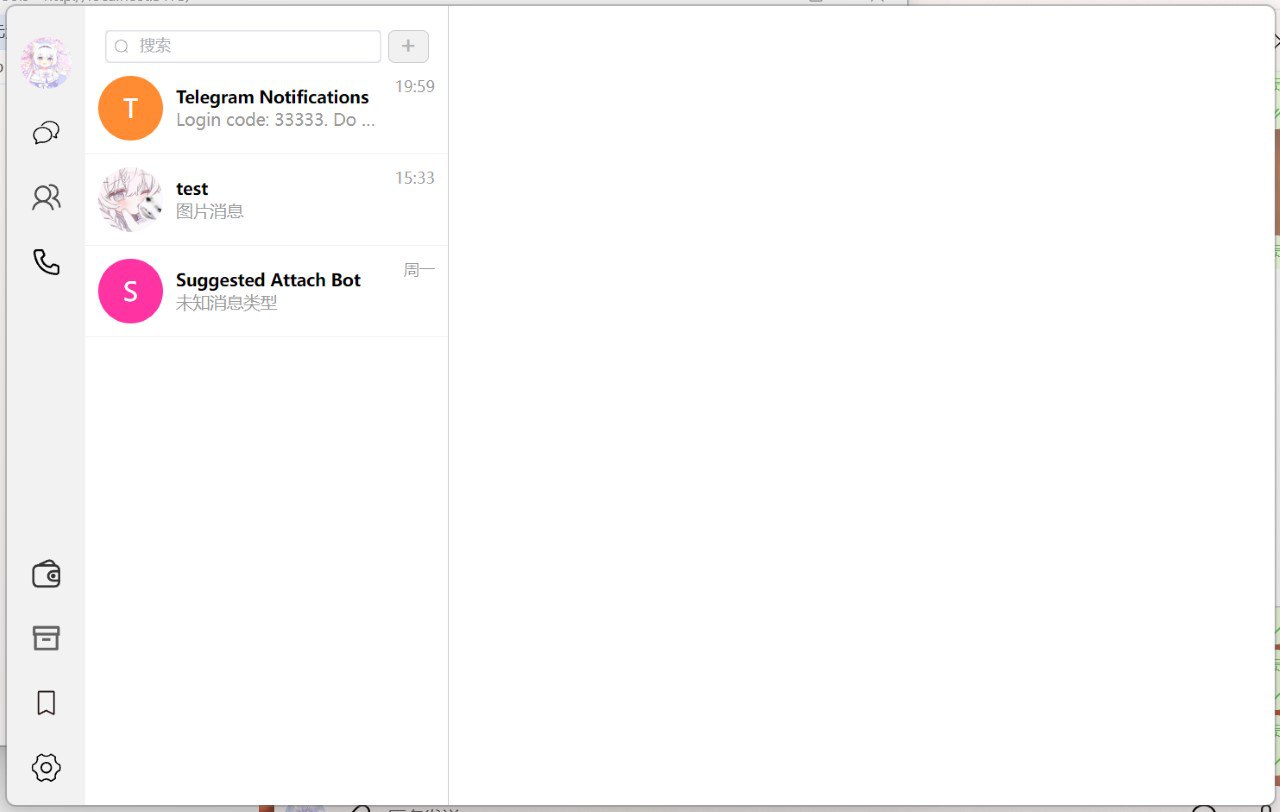 搜索
+
T
Telegram Notifications
19:59
Login code: 33333. Do ...
test
15:33
图片消息
S
Suggested Attach Bot
周一
未知消息类型